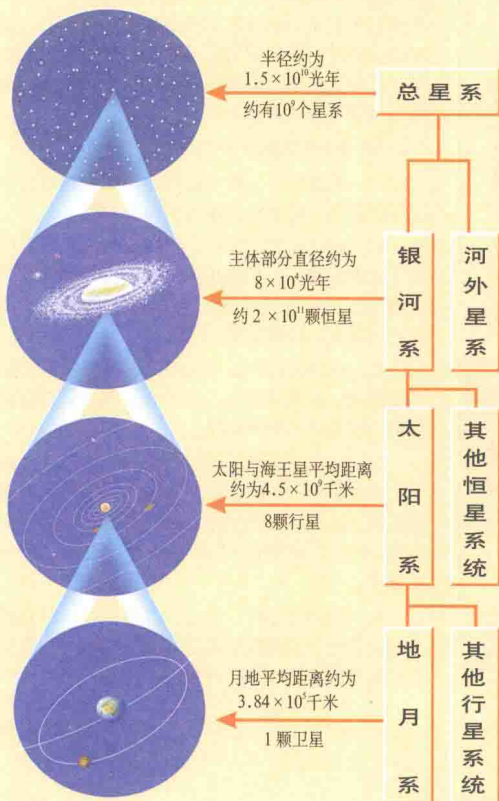 半径约为
1.5×10¹⁰光年
约有10⁹个星系
总星系
主体部分直径约为
8×10⁴光年
约2×10¹¹颗恒星
银河系
河外星系
太阳与海王星平均距离
约为4.5×10⁹千米
8颗行星
太阳系
其他恒星系统
月地平均距离约为
3.84×10⁵千米
1颗卫星
地月系
其他行星系统